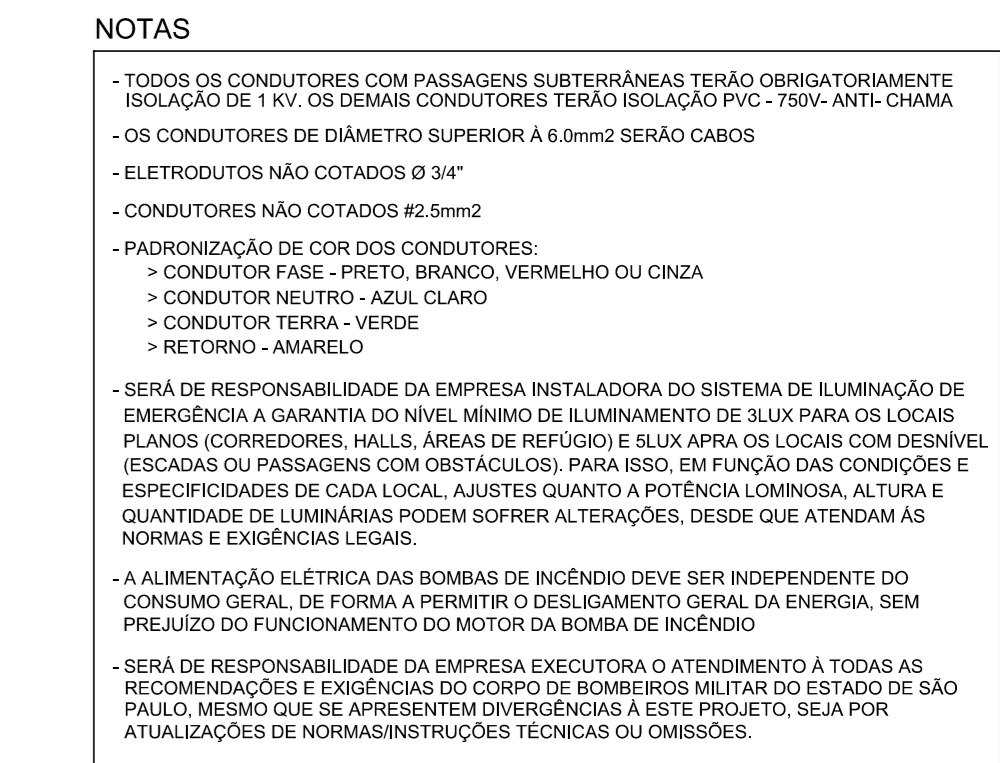 NOTAS
- TODOS OS CONDUTORES COM PASSAGENS SUBTERRÂNEAS TERÃO OBRIGATORIAMENTE
ISOLAÇÃO DE 1 KV. OS DEMAIS CONDUTORES TERÃO ISOLAÇÃO PVC - 750V- ANTI- CHAMA
- OS CONDUTORES DE DIÂMETRO SUPERIOR À 6.0mm2 SERÃO CABOS
- ELETRODUTOS NÃO COTADOS Ø 3/4"
- CONDUTORES NÃO COTADOS #2.5mm2
- PADRONIZAÇÃO DE COR DOS CONDUTORES:
> CONDUTOR FASE - PRETO, BRANCO, VERMELHO OU CINZA
> CONDUTOR NEUTRO - AZUL CLARO
> CONDUTOR TERRA - VERDE
> RETORNO - AMARELO
- SERÁ DE RESPONSABILIDADE DA EMPRESA INSTALADORA DO SISTEMA DE ILUMINAÇÃO DE
EMERGÊNCIA A GARANTIA DO NÍVEL MÍNIMO DE ILUMINAMENTO DE 3LUX PARA OS LOCAIS
PLANOS (CORREDORES, HALLS, ÁREAS DE REFÚGIO) E 5LUX APRA OS LOCAIS COM DESNÍVEL
(ESCADAS OU PASSAGENS COM OBSTÁCULOS). PARA ISSO, EM FUNÇÃO DAS CONDIÇÕES E
ESPECIFICIDADES DE CADA LOCAL, AJUSTES QUANTO A POTÊNCIA LOMINOSA, ALTURA E
QUANTIDADE DE LUMINÁRIAS PODEM SOFRER ALTERAÇÕES, DESDE QUE ATENDAM ÁS
NORMAS E EXIGÊNCIAS LEGAIS.
- A ALIMENTAÇÃO ELÉTRICA DAS BOMBAS DE INCÊNDIO DEVE SER INDEPENDENTE DO
CONSUMO GERAL, DE FORMA A PERMITIR O DESLIGAMENTO GERAL DA ENERGIA, SEM
PREJUÍZO DO FUNCIONAMENTO DO MOTOR DA BOMBA DE INCÊNDIO
- SERÁ DE RESPONSABILIDADE DA EMPRESA EXECUTORA O ATENDIMENTO À TODAS AS
RECOMENDAÇÕES E EXIGÊNCIAS DO CORPO DE BOMBEIROS MILITAR DO ESTADO DE SÃO
PAULO, MESMO QUE SE APRESENTEM DIVERGÊNCIAS À ESTE PROJETO, SEJA POR
ATUALIZAÇÕES DE NORMAS/INSTRUÇÕES TÉCNICAS OU OMISSÕES.